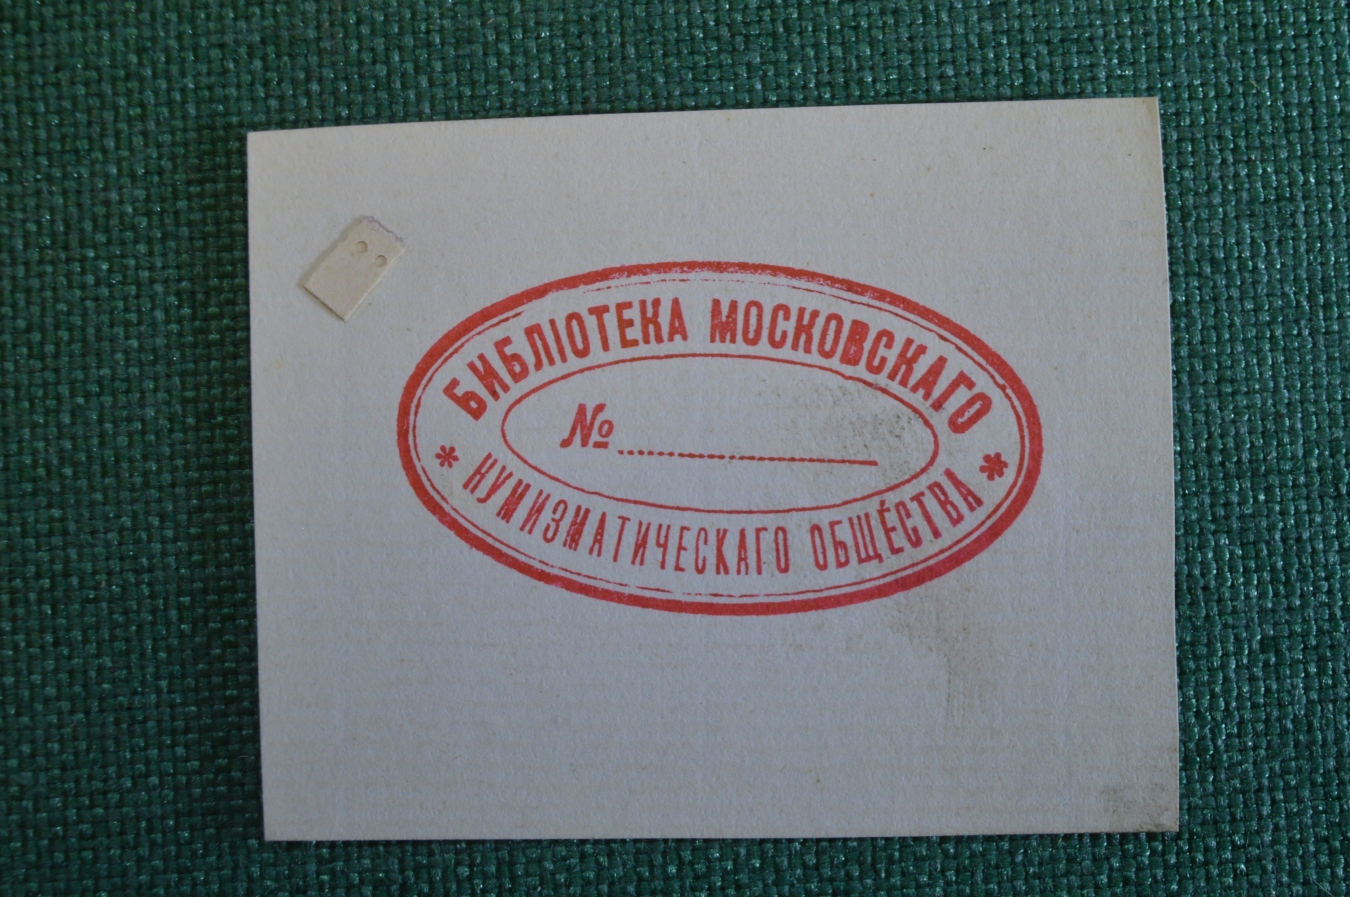 БИБЛІОТЕКА МОСКОВСКАГО
№
* НУМИЗМАТИЧЕСКАГО ОБЩЕСТВА *